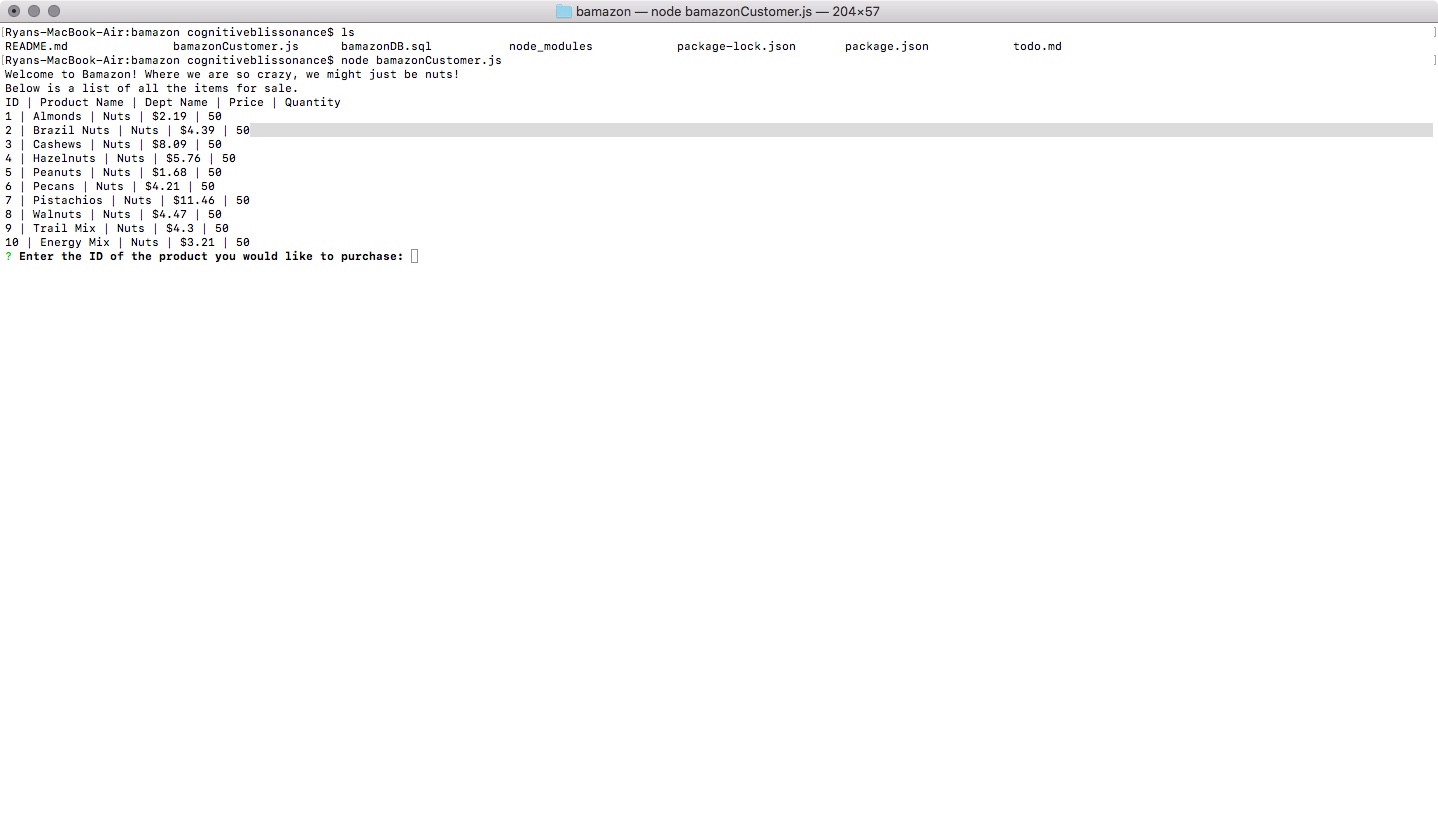 bamazon — node bamazonCustomer.js — 204×57
[Ryans-MacBook-Air:bamazon cognitiveblissonance$ ls ]
README.md bamazonCustomer.js bamazonDB.sql node_modules package-lock.json package.json todo.md
[Ryans-MacBook-Air:bamazon cognitiveblissonance$ node bamazonCustomer.js ]
Welcome to Bamazon! Where we are so crazy, we might just be nuts!
Below is a list of all the items for sale.
ID | Product Name | Dept Name | Price | Quantity
1 | Almonds | Nuts | $2.19 | 50
2 | Brazil Nuts | Nuts | $4.39 | 50
3 | Cashews | Nuts | $8.09 | 50
4 | Hazelnuts | Nuts | $5.76 | 50
5 | Peanuts | Nuts | $1.68 | 50
6 | Pecans | Nuts | $4.21 | 50
7 | Pistachios | Nuts | $11.46 | 50
8 | Walnuts | Nuts | $4.47 | 50
9 | Trail Mix | Nuts | $4.3 | 50
10 | Energy Mix | Nuts | $3.21 | 50
? Enter the ID of the product you would like to purchase: